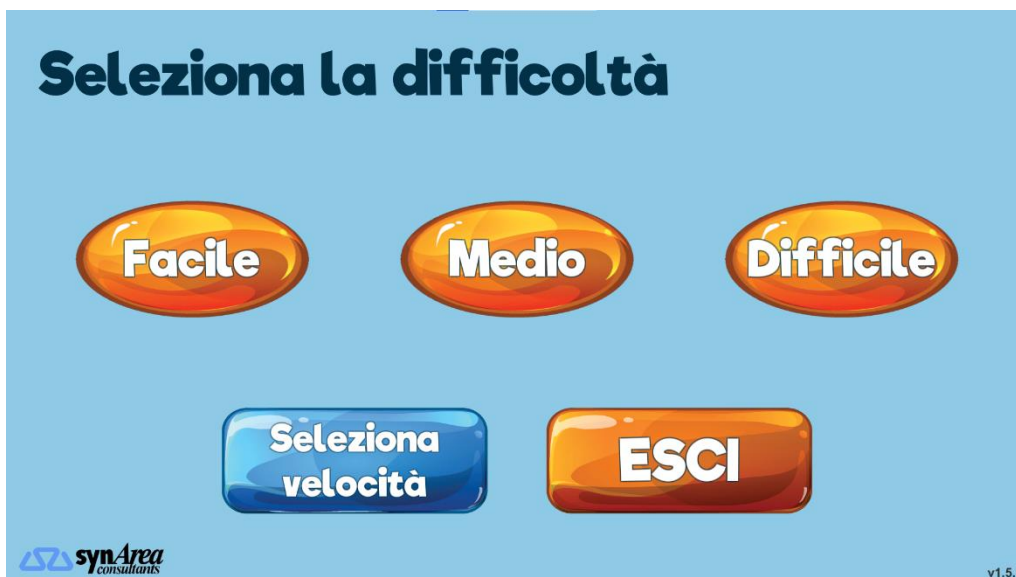 Seleziona la difficoltà
Facile Medio Difficile
Seleziona
velocità
ESCI
synArea
consultants
v1.5.